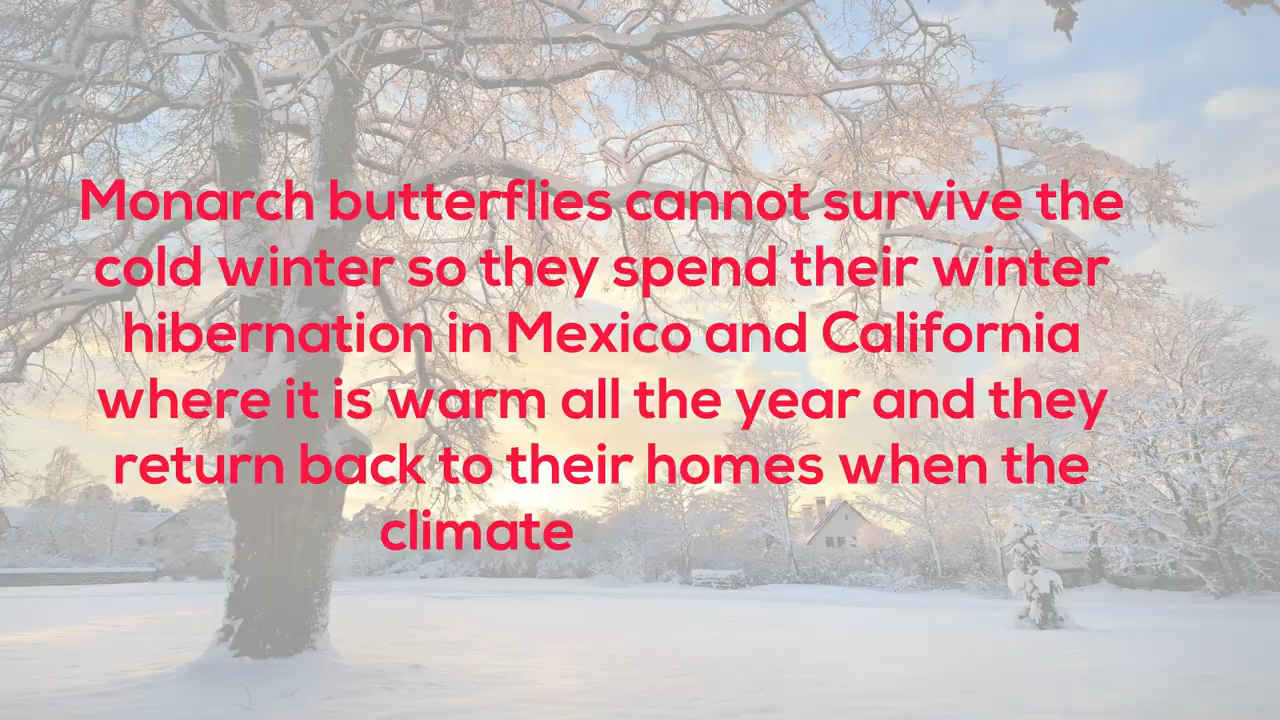 Monarch butterflies cannot survive the
cold winter so they spend their winter
hibernation in Mexico and California
where it is warm all the year and they
return back to their homes when the
climate